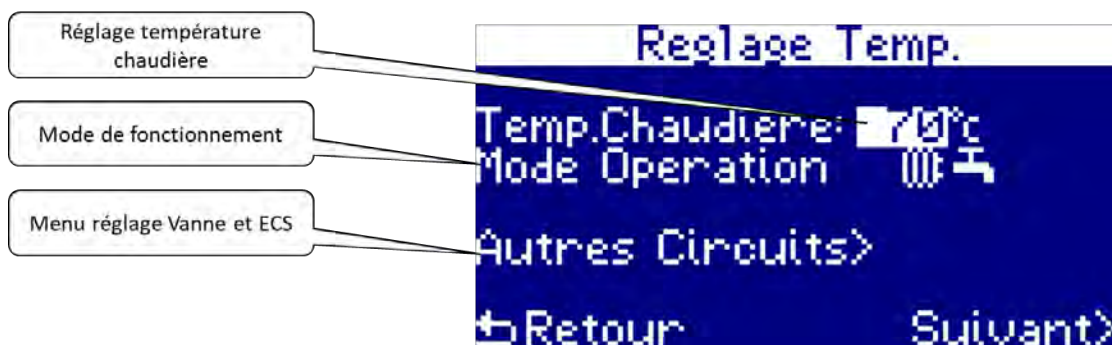 Réglage température
chaudière
Mode de fonctionnement
Menu réglage Vanne et ECS
Reglage Temp.
Temp.Chaudiere: 70°c
Mode Operation
Autres Circuits>
Retour Suivant>